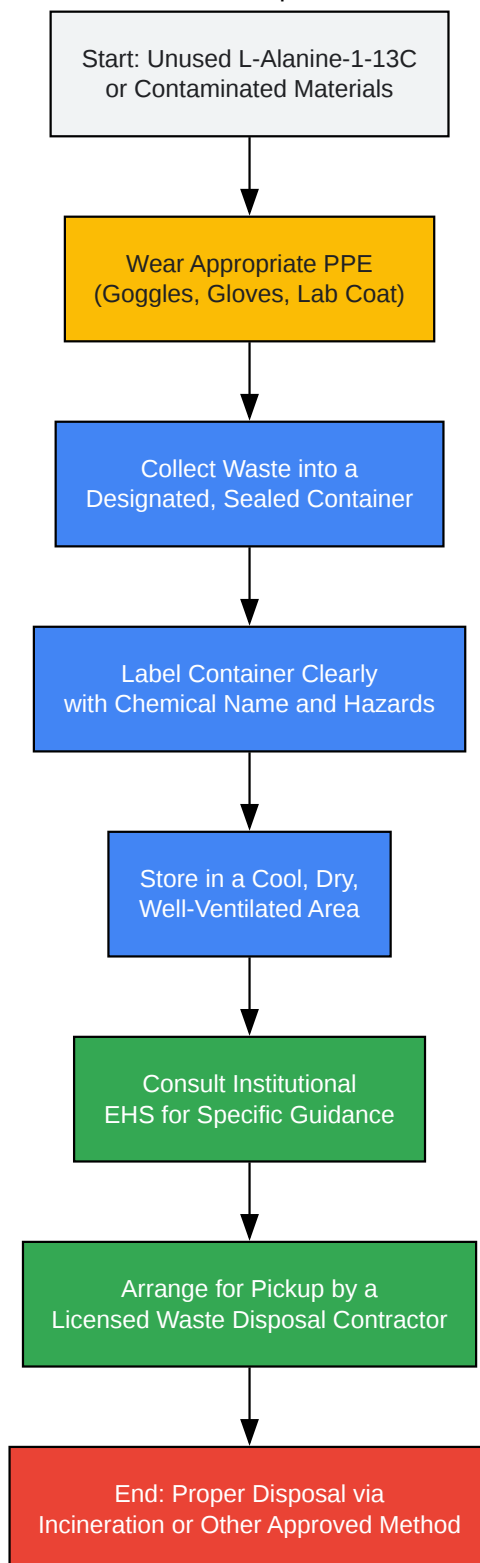 Start: Unused L-Alanine-1-13C
or Contaminated Materials
Wear Appropriate PPE
(Goggles, Gloves, Lab Coat)
Collect Waste into a
Designated, Sealed Container
Label Container Clearly
with Chemical Name and Hazards
Store in a Cool, Dry,
Well-Ventilated Area
Consult Institutional
EHS for Specific Guidance
Arrange for Pickup by a
Licensed Waste Disposal Contractor
End: Proper Disposal via
Incineration or Other Approved Method